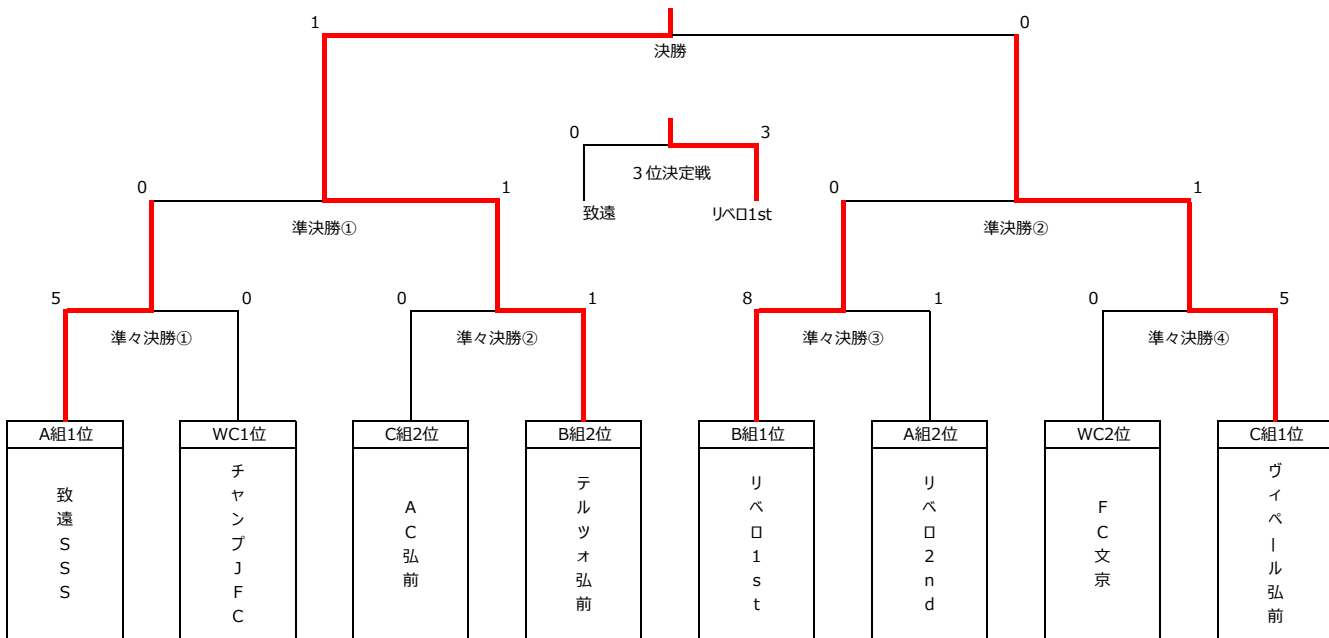 1 0
決勝
0 3
3位決定戦
致遠 リベロ1st
0 1 0 1
準決勝① 準決勝②
5 0 0 1 8 1 0 5
準々決勝① 準々決勝② 準々決勝③ 準々決勝④
A組1位 WC1位 C組2位 B組2位 B組1位 A組2位 WC2位 C組1位
致遠SSS
チャンプJFC
AC弘前
テルツォ弘前
リベロ1st
リベロ2nd
FC文京
ヴィペール弘前